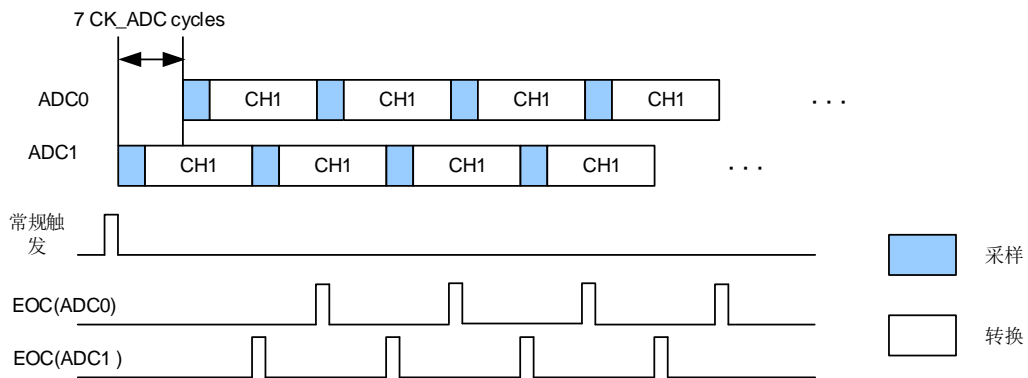 7 CK_ADC cycles
ADC0
CH1
CH1
CH1
CH1
. . .
ADC1
CH1
CH1
CH1
CH1
. . .
常规触
发
采样
EOC(ADC0)
转换
EOC(ADC1 )